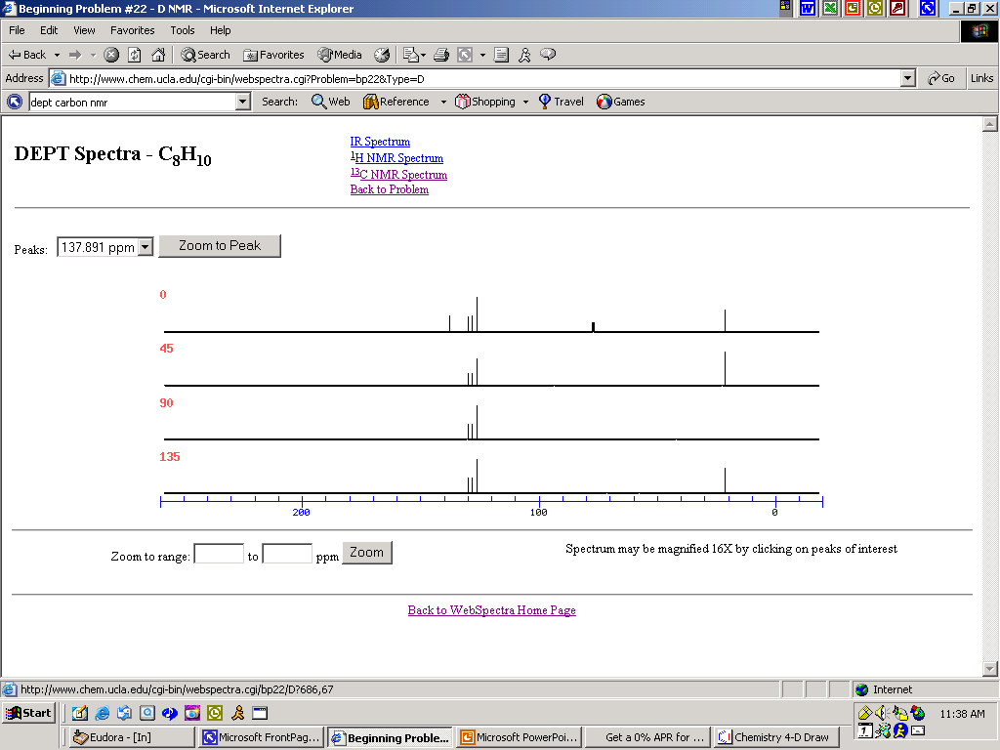 Beginning Problem #22 - D NMR - Microsoft Internet Explorer
File Edit View Favorites Tools Help
Back Search Favorites Media
Address http://www.chem.ucla.edu/cgi-bin/webspectra.cgi?Problem=bp22&Type=D Go Links
dept carbon nmr Search: Web Reference Shopping Travel Games
DEPT Spectra - C8H10
IR Spectrum
1H NMR Spectrum
13C NMR Spectrum
Back to Problem
Peaks: 137.891 ppm Zoom to Peak
0
45
90
135
200 100 0
Zoom to range: to ppm Zoom
Spectrum may be magnified 16X by clicking on peaks of interest
Back to WebSpectra Home Page
http://www.chem.ucla.edu/cgi-bin/webspectra.cgi/bp22/D?686,67 Internet
Start 11:38 AM
Eudora - [In] Microsoft FrontPag... Beginning Proble... Microsoft PowerPoi... Get a 0% APR for ... Chemistry 4-D Draw